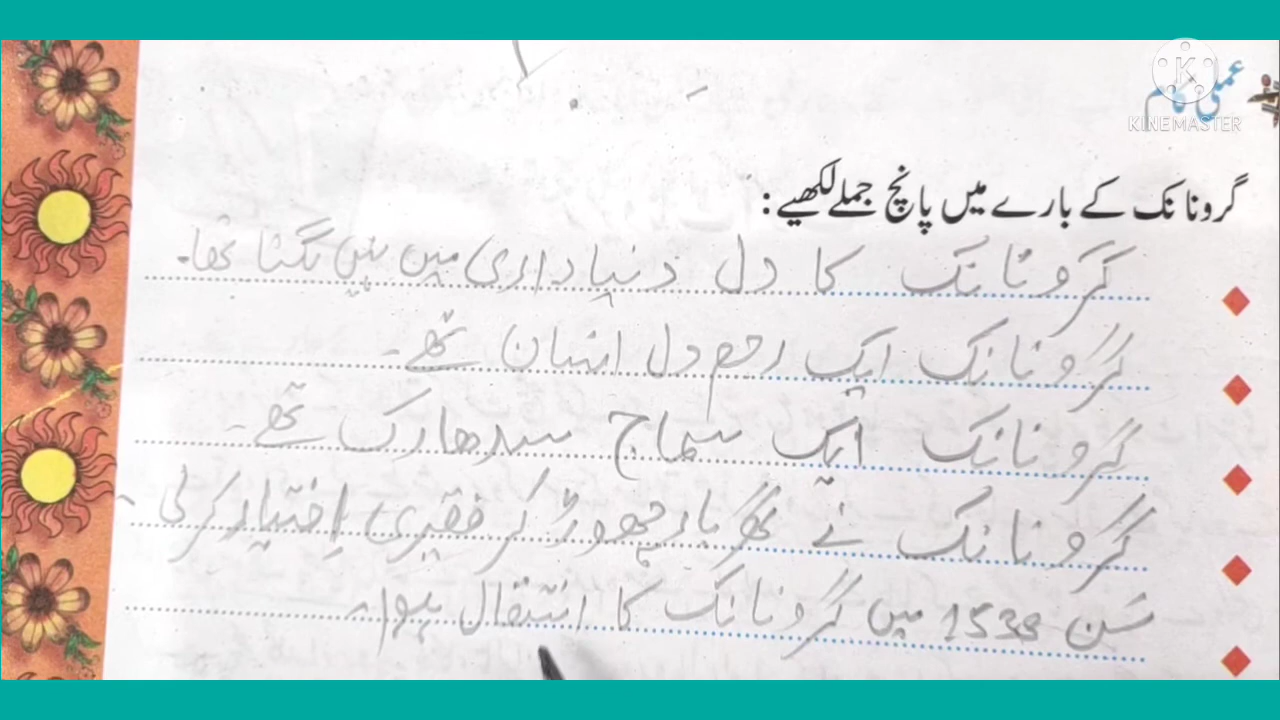 عملی کام
KINEMASTER
گرونانک کے بارے میں پانچ جملے لکھیے:
گرونانک کا دل دنیاداری میں نہیں لگتا تھا۔
گرونانک ایک رحم دل انسان تھے۔
گرونانک ایک سماج سدھارک تھے۔
گرونانک نے گھر بار چھوڑ کر فقیری اختیار کر لی۔
سَن 1538 میں گرونانک کا انتقال ہوا۔